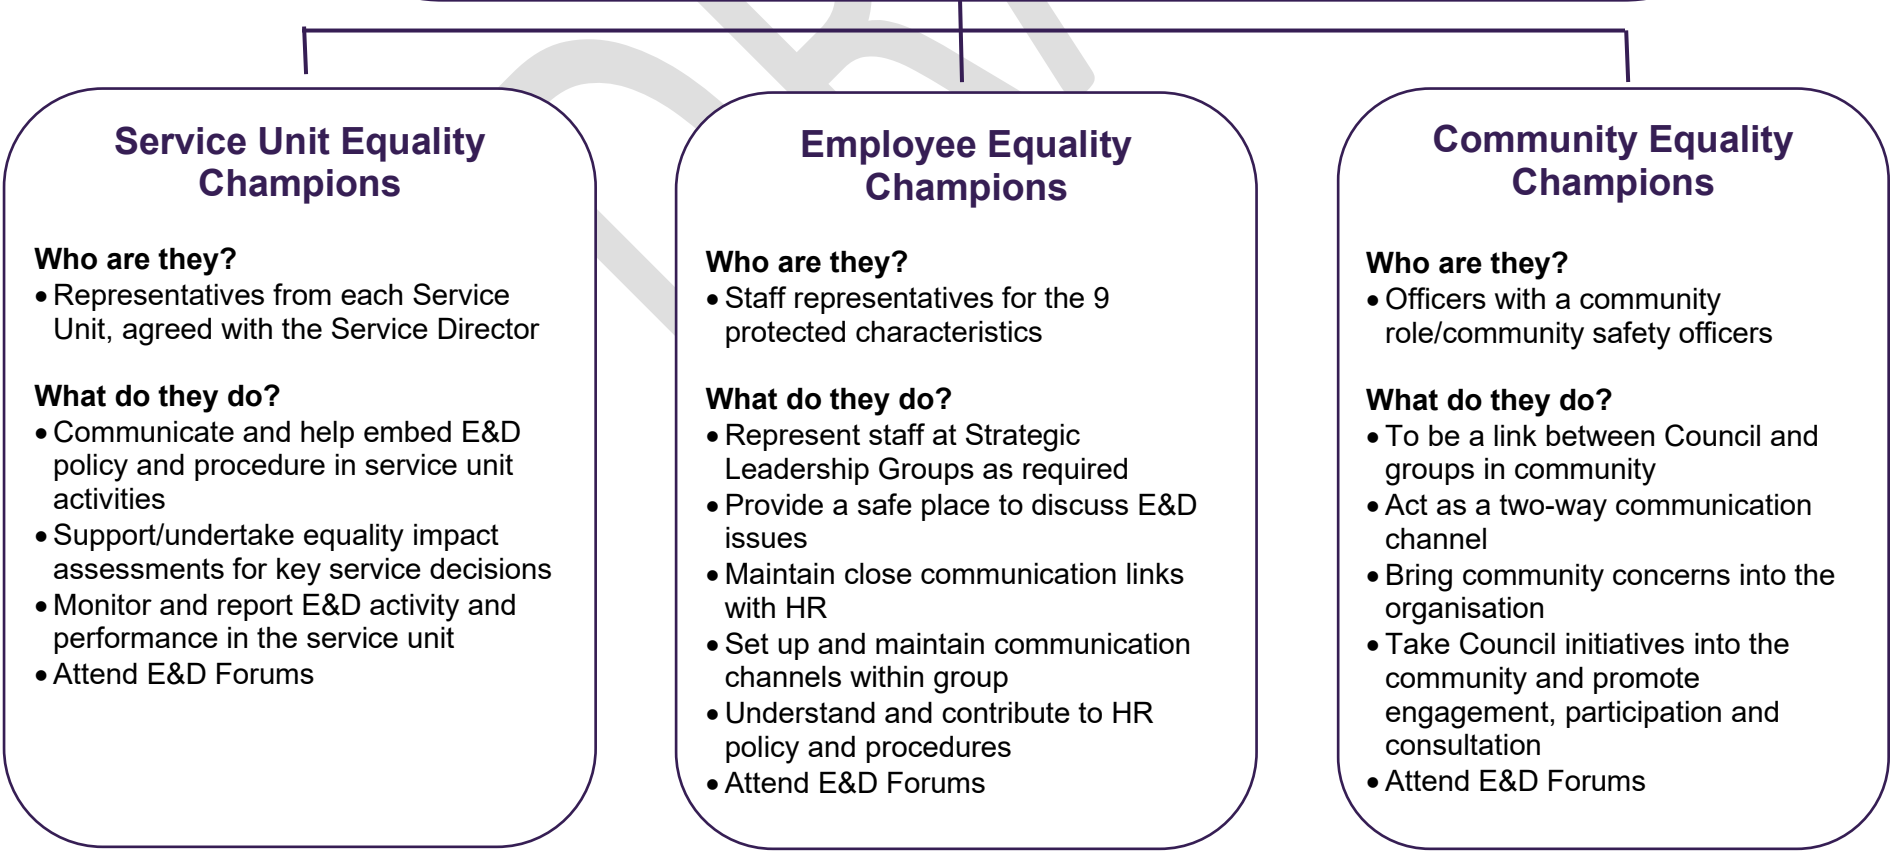 Service Unit Equality
Champions
Who are they?
• Representatives from each Service
Unit, agreed with the Service Director
What do they do?
• Communicate and help embed E&D
policy and procedure in service unit
activities
• Support/undertake equality impact
assessments for key service decisions
• Monitor and report E&D activity and
performance in the service unit
• Attend E&D Forums
Employee Equality
Champions
Who are they?
• Staff representatives for the 9
protected characteristics
What do they do?
• Represent staff at Strategic
Leadership Groups as required
• Provide a safe place to discuss E&D
issues
• Maintain close communication links
with HR
• Set up and maintain communication
channels within group
• Understand and contribute to HR
policy and procedures
• Attend E&D Forums
Community Equality
Champions
Who are they?
• Officers with a community
role/community safety officers
What do they do?
• To be a link between Council and
groups in community
• Act as a two-way communication
channel
• Bring community concerns into the
organisation
• Take Council initiatives into the
community and promote
engagement, participation and
consultation
• Attend E&D Forums